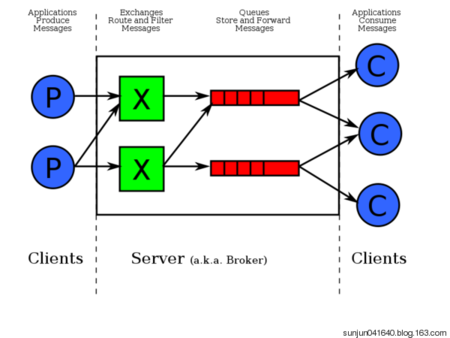 Applications
Produce
Messages
Exchanges
Route and Filter
Messages
Queues
Store and Forward
Messages
Applications
Consume
Messages
P
X
C
P
X
C
C
Clients
Server (a.k.a. Broker)
Clients
sunjun041640.blog.163.com